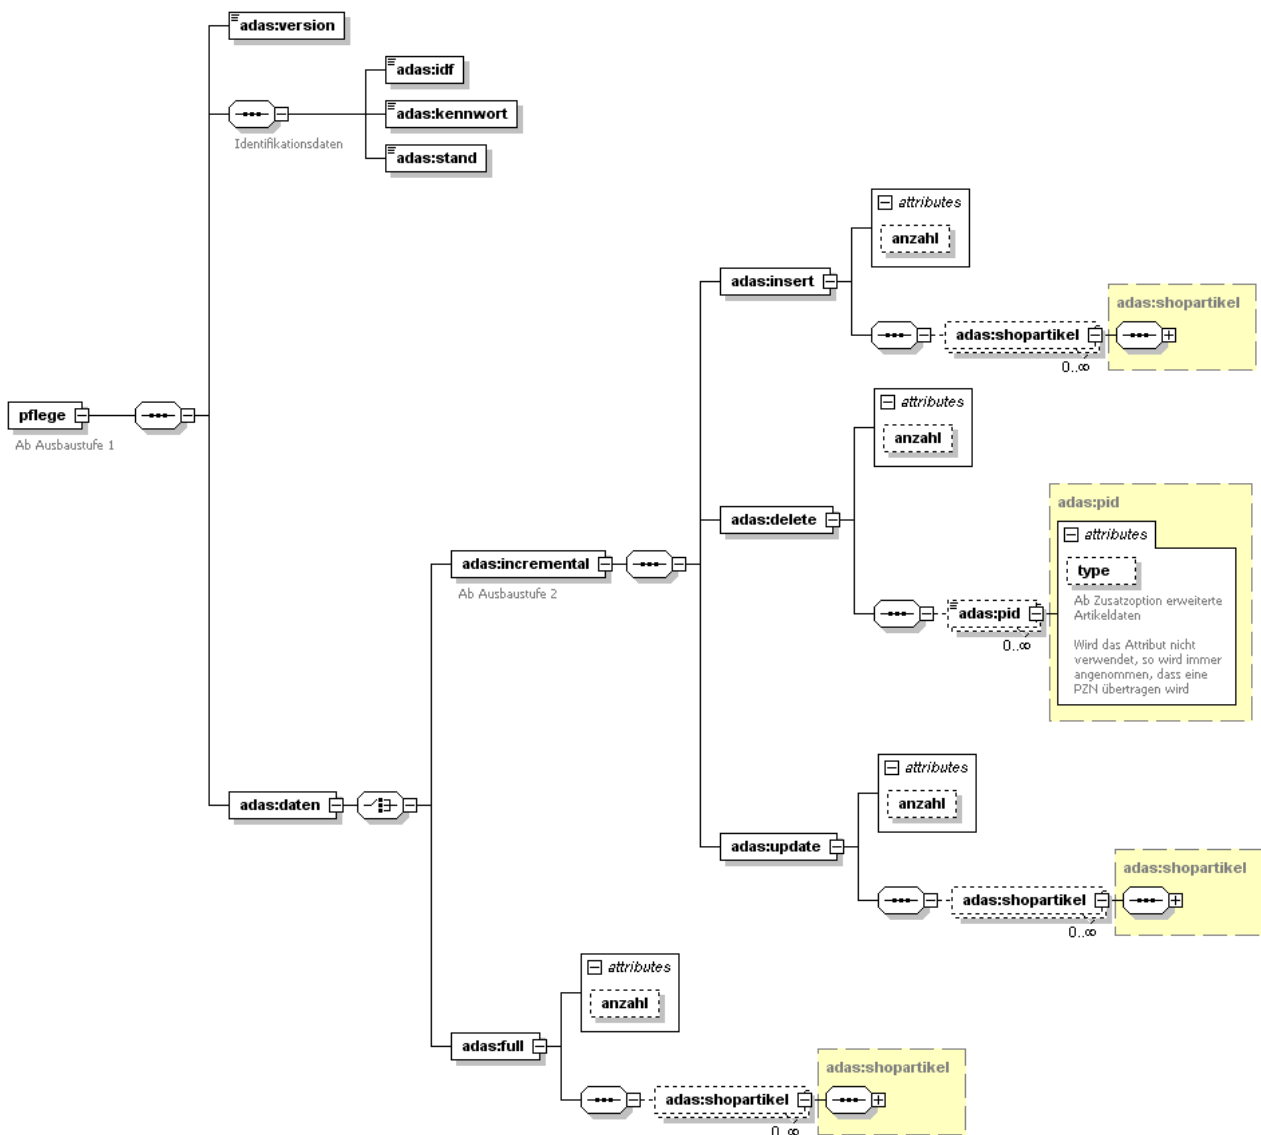 adas:version
adas:idf
adas:kennwort
Identifikationsdaten
adas:stand
attributes
anzahl
adas:insert
adas:shopartikel
adas:shopartikel
0..∞
pflege
Ab Ausbaustufe 1
attributes
anzahl
adas:delete
adas:pid
attributes
type
Ab Zusatzoption erweiterte
Artikeldaten
Wird das Attribut nicht
verwendet, so wird immer
angenommen, dass eine
PZN übertragen wird
adas:pid
0..∞
adas:incremental
Ab Ausbaustufe 2
adas:daten
attributes
anzahl
adas:update
adas:shopartikel
adas:shopartikel
0..∞
attributes
anzahl
adas:full
adas:shopartikel
adas:shopartikel
0..∞